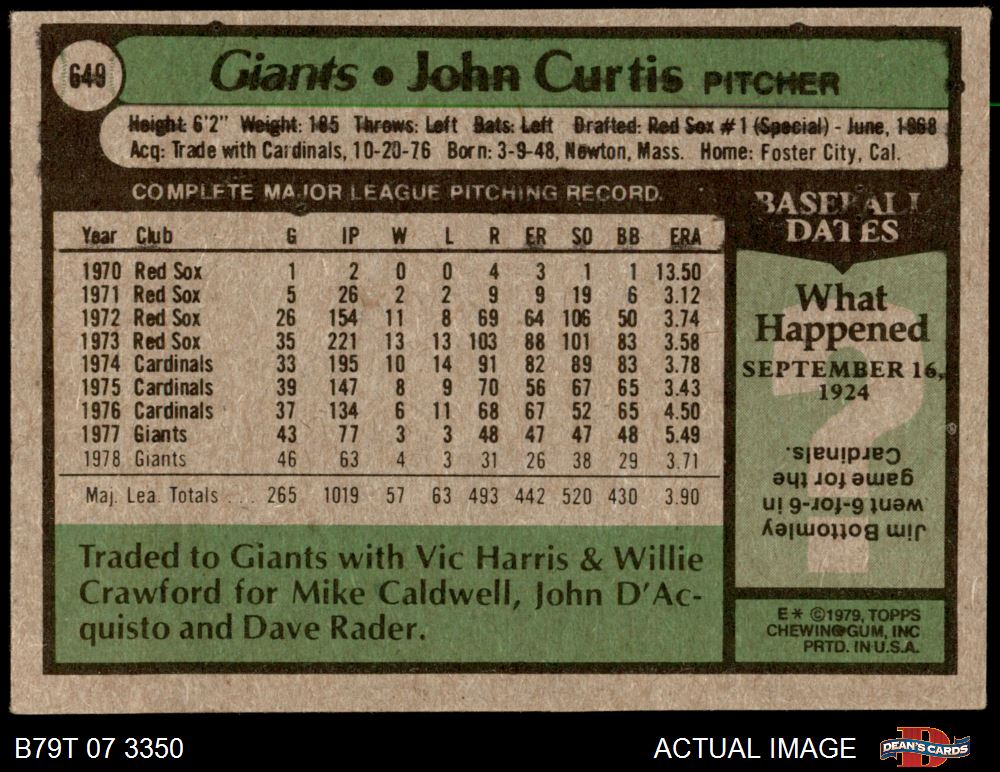 649
Giants • John Curtis PITCHER
Height: 6'2" Weight: 185 Throws: Left Bats: Left Drafted: Red Sox #1 (Special) - June, 1968
Acq: Trade with Cardinals, 10-20-76 Born: 3-9-48, Newton, Mass. Home: Foster City, Cal.
COMPLETE MAJOR LEAGUE PITCHING RECORD.
Year Club G IP W L R ER SO BB ERA
1970 Red Sox 1 2 0 0 4 3 1 1 13.50
1971 Red Sox 5 26 2 2 9 9 19 6 3.12
1972 Red Sox 26 154 11 8 69 64 106 50 3.74
1973 Red Sox 35 221 13 13 103 88 101 83 3.58
1974 Cardinals 33 195 10 14 91 82 89 83 3.78
1975 Cardinals 39 147 8 9 70 56 67 65 3.43
1976 Cardinals 37 134 6 11 68 67 52 65 4.50
1977 Giants 43 77 3 3 48 47 47 48 5.49
1978 Giants 46 63 4 3 31 26 38 29 3.71
Maj. Lea. Totals ... 265 1019 57 63 493 442 520 430 3.90
Traded to Giants with Vic Harris & Willie
Crawford for Mike Caldwell, John D'Ac-
quisto and Dave Rader.
BASEBALL
DATES
What
Happened
SEPTEMBER 16,
1924
?
Jim Bottomley
went 6-for-6 in
game for the
Cardinals.
E* ©1979, TOPPS
CHEWING GUM, INC
PRTD. IN U.S.A.
B79T 07 3350
ACTUAL IMAGE
D
DEAN'S CARDS